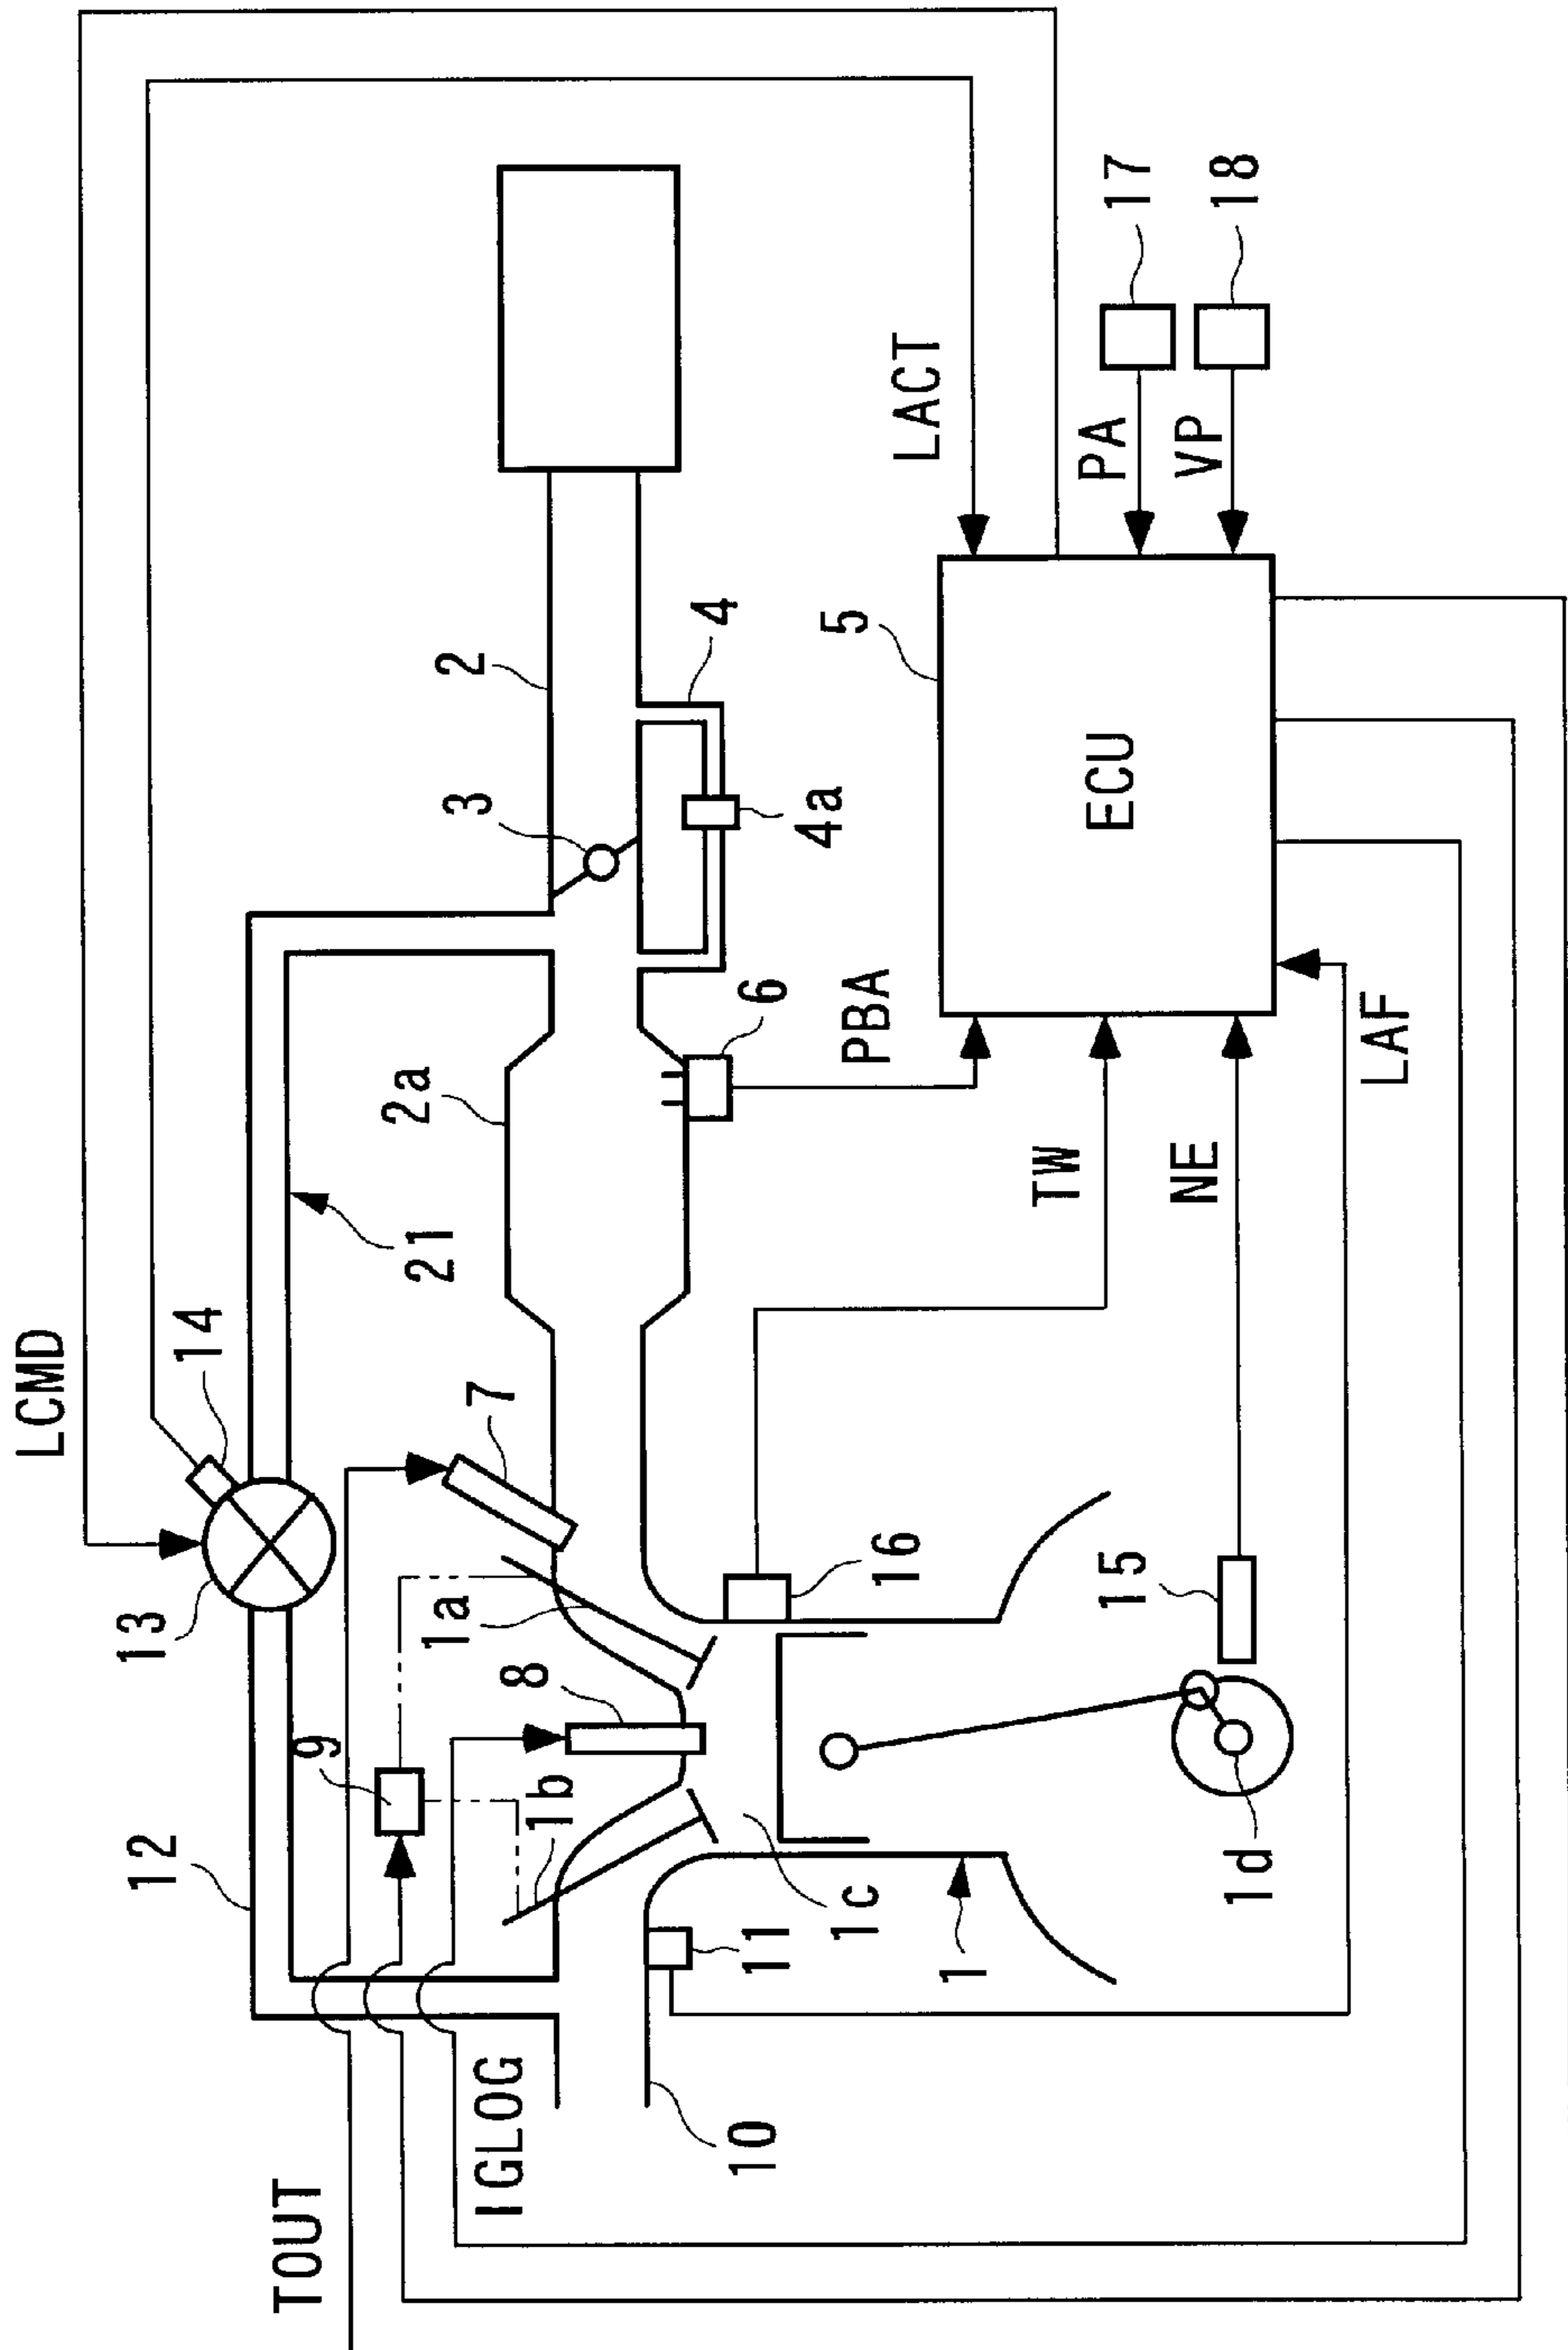 LCMD
14
13
12
21
2
3
4
4a
2a
6
7
1a
8
9
1b
TOUT
IGLOG
10
11
1c
1
1d
15
16
PBA
TW
NE
LAF
5
ECU
LACT
PA
VP
17
18